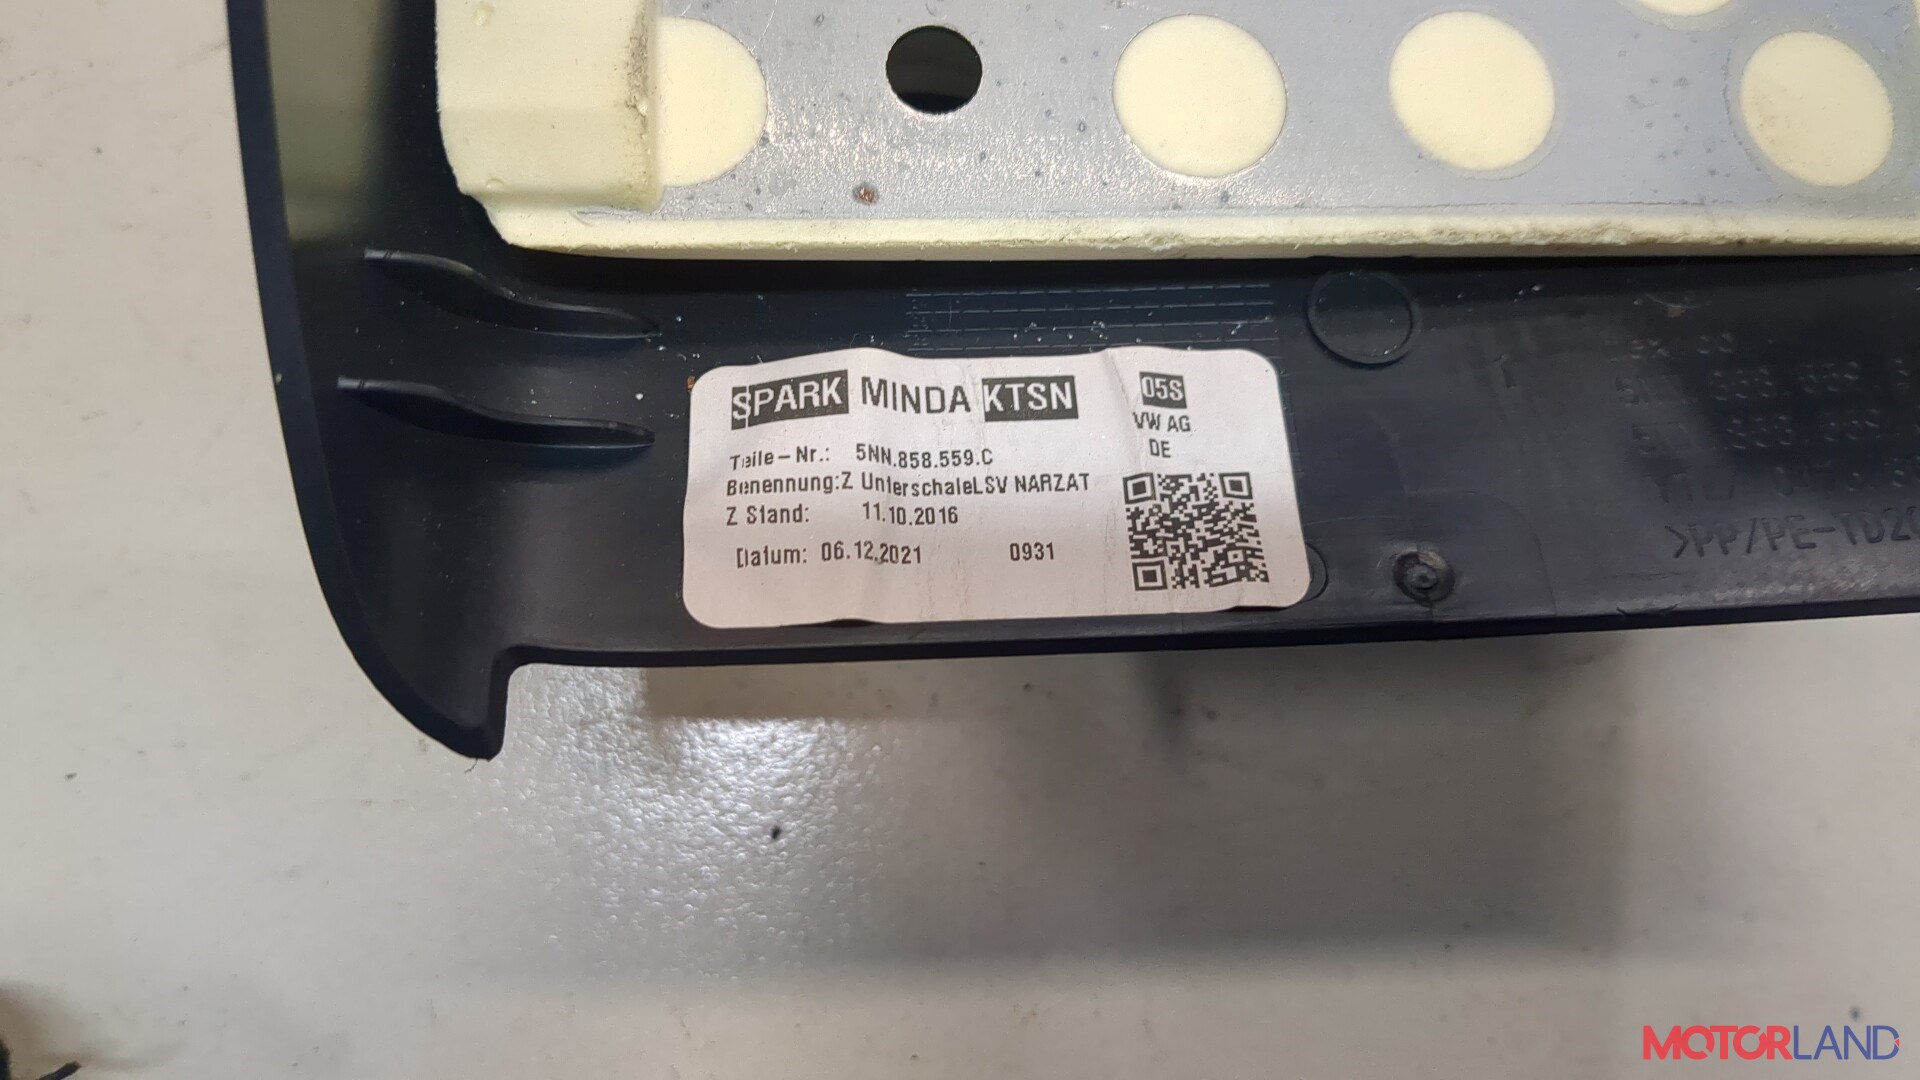 SPARK MINDA KTSN
05S
VW AG
DE
Teile-Nr.: 5NN.858.559.C
Benennung:Z UnterschaleLSV NARZAT
Z Stand: 11.10.2016
Datum: 06.12.2021 0931
>PP/PE-TD20
MOTORLAND